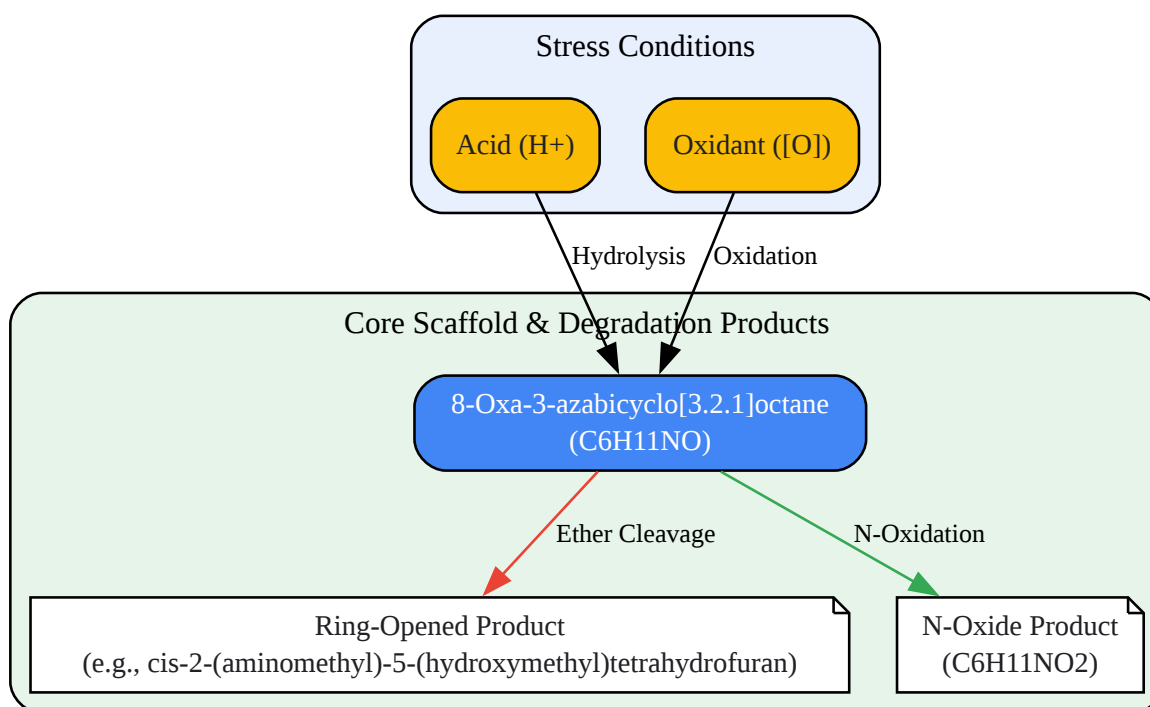 Stress Conditions
Acid (H+)
Oxidant ([O])
Hydrolysis
Oxidation
Core Scaffold & Degradation Products
8-Oxa-3-azabicyclo[3.2.1]octane
(C6H11NO)
Ether Cleavage
N-Oxidation
Ring-Opened Product
(e.g., cis-2-(aminomethyl)-5-(hydroxymethyl)tetrahydrofuran)
N-Oxide Product
(C6H11NO2)